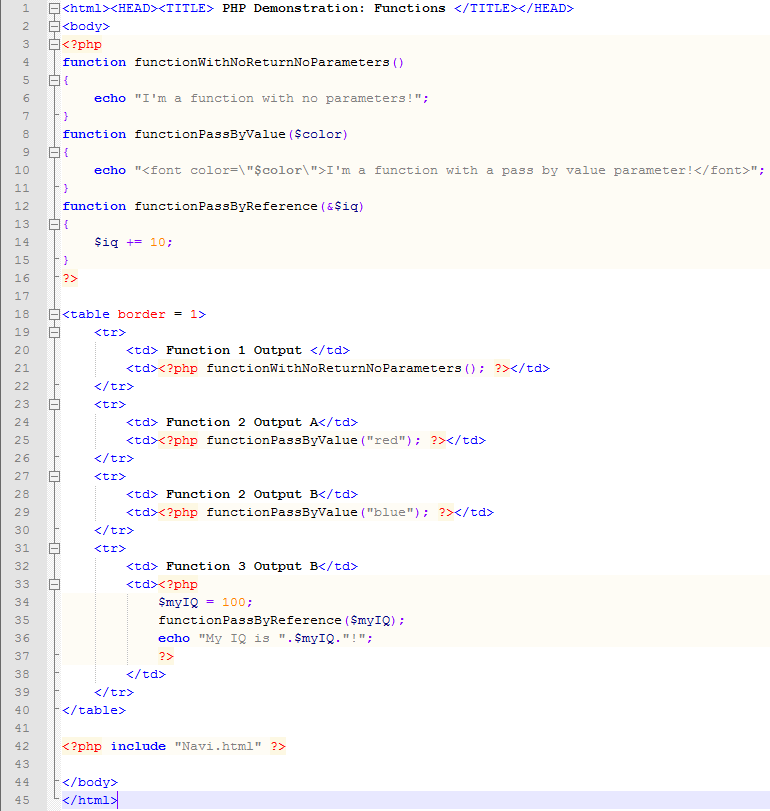 1 <html><HEAD><TITLE> PHP Demonstration: Functions </TITLE></HEAD>
2 <body>
3 <?php
4 function functionWithNoReturnNoParameters()
5 {
6 echo "I'm a function with no parameters!";
7 }
8 function functionPassByValue($color)
9 {
10 echo "<font color=\"$color\">I'm a function with a pass by value parameter!</font>";
11 }
12 function functionPassByReference(&$iq)
13 {
14 $iq += 10;
15 }
16 ?>
17
18 <table border = 1>
19 <tr>
20 <td> Function 1 Output </td>
21 <td><?php functionWithNoReturnNoParameters(); ?></td>
22 </tr>
23 <tr>
24 <td> Function 2 Output A</td>
25 <td><?php functionPassByValue("red"); ?></td>
26 </tr>
27 <tr>
28 <td> Function 2 Output B</td>
29 <td><?php functionPassByValue("blue"); ?></td>
30 </tr>
31 <tr>
32 <td> Function 3 Output B</td>
33 <td><?php
34 $myIQ = 100;
35 functionPassByReference($myIQ);
36 echo "My IQ is ".$myIQ."!";
37 ?>
38 </td>
39 </tr>
40 </table>
41
42 <?php include "Navi.html" ?>
43
44 </body>
45 </html>